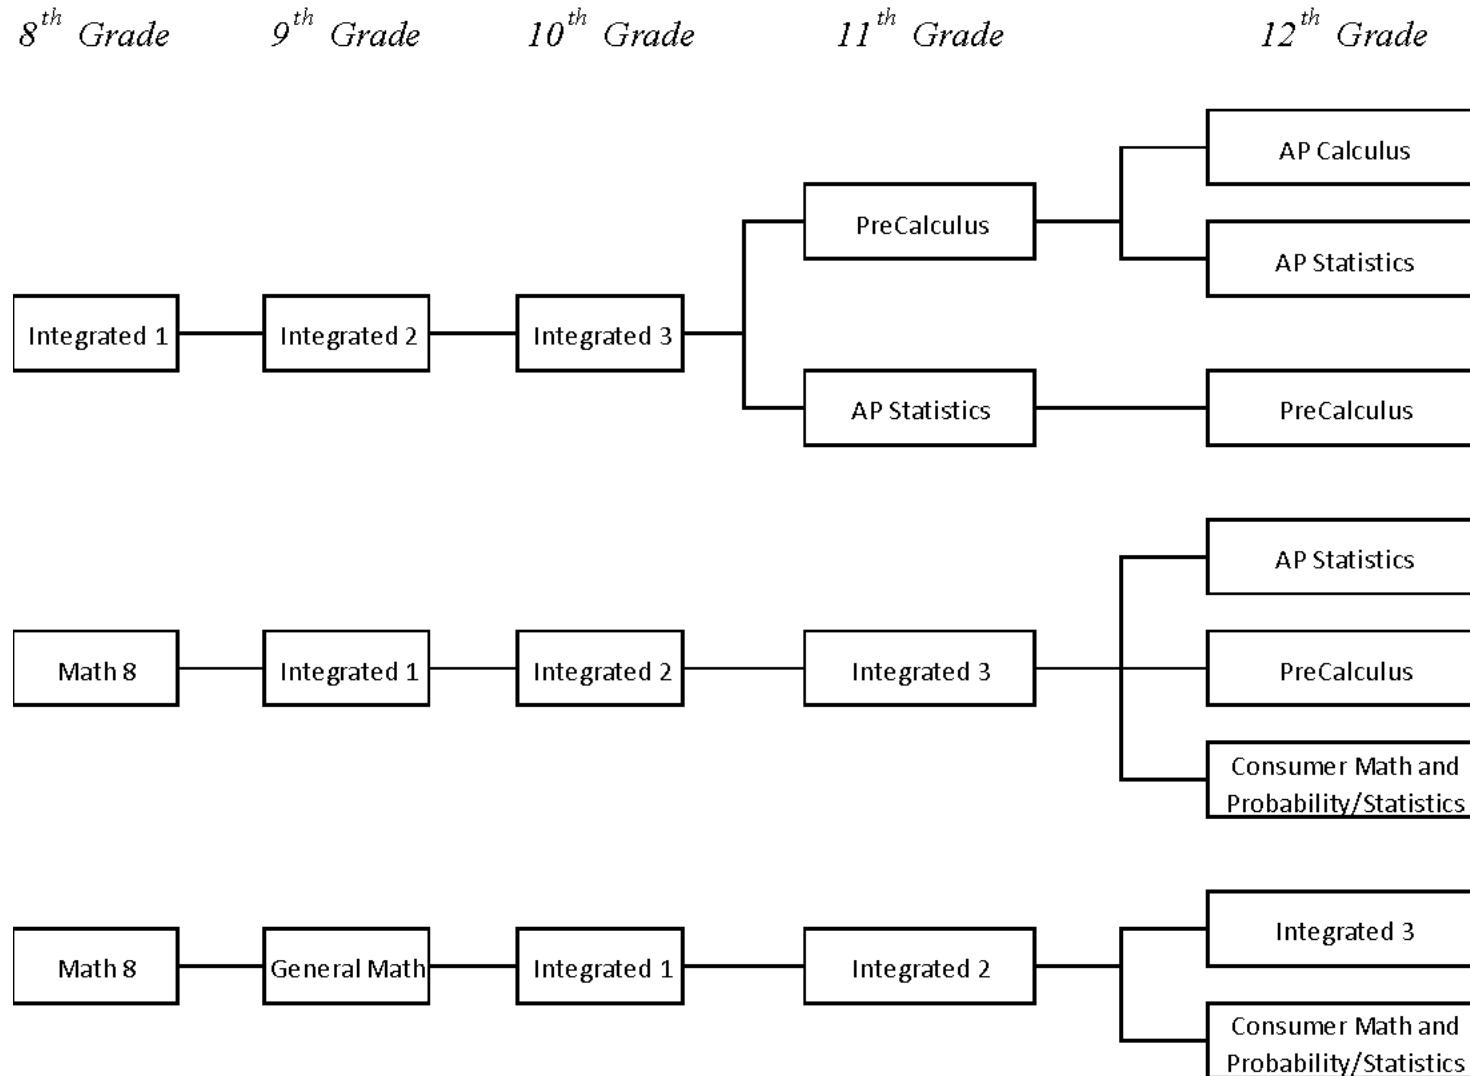 8th Grade 9th Grade 10th Grade 11th Grade 12th Grade
AP Calculus
PreCalculus
AP Statistics
Integrated 1 Integrated 2 Integrated 3
AP Statistics PreCalculus
AP Statistics
Math 8 Integrated 1 Integrated 2 Integrated 3 PreCalculus
Consumer Math and
Probability/Statistics
Integrated 3
Math 8 General Math Integrated 1 Integrated 2
Consumer Math and
Probability/Statistics